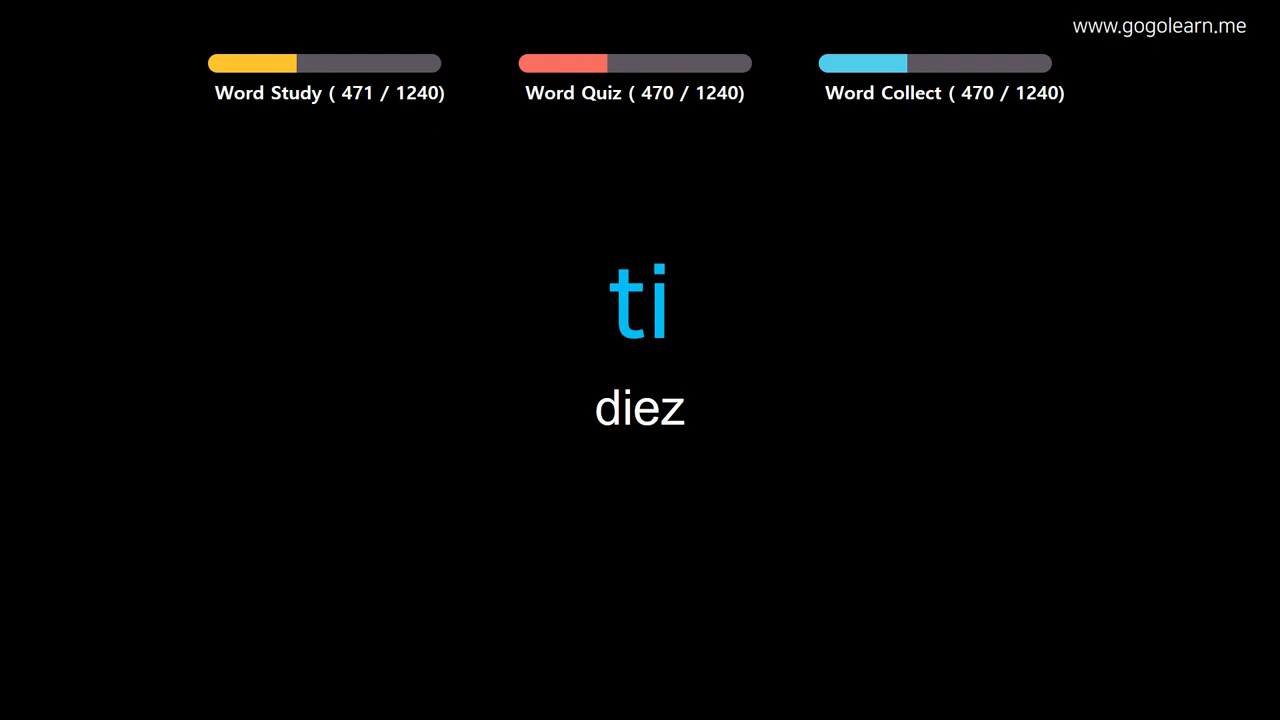 www.gogolearn.me
Word Study ( 471 / 1240)
Word Quiz ( 470 / 1240)
Word Collect ( 470 / 1240)
ti
diez